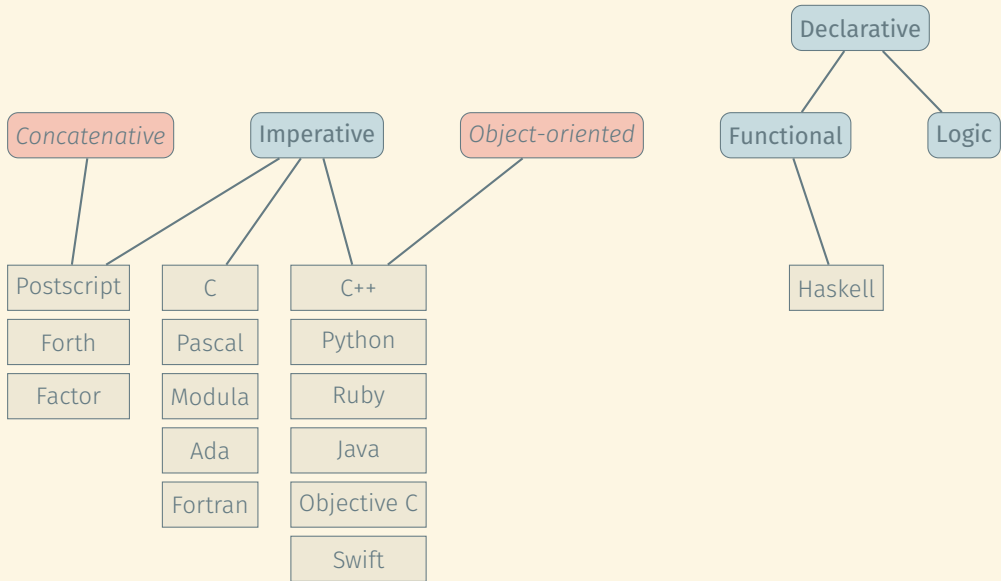 Declarative
Concatenative
Imperative
Object-oriented
Functional
Logic
Postscript
C
C++
Haskell
Forth
Pascal
Python
Factor
Modula
Ruby
Ada
Java
Fortran
Objective C
Swift